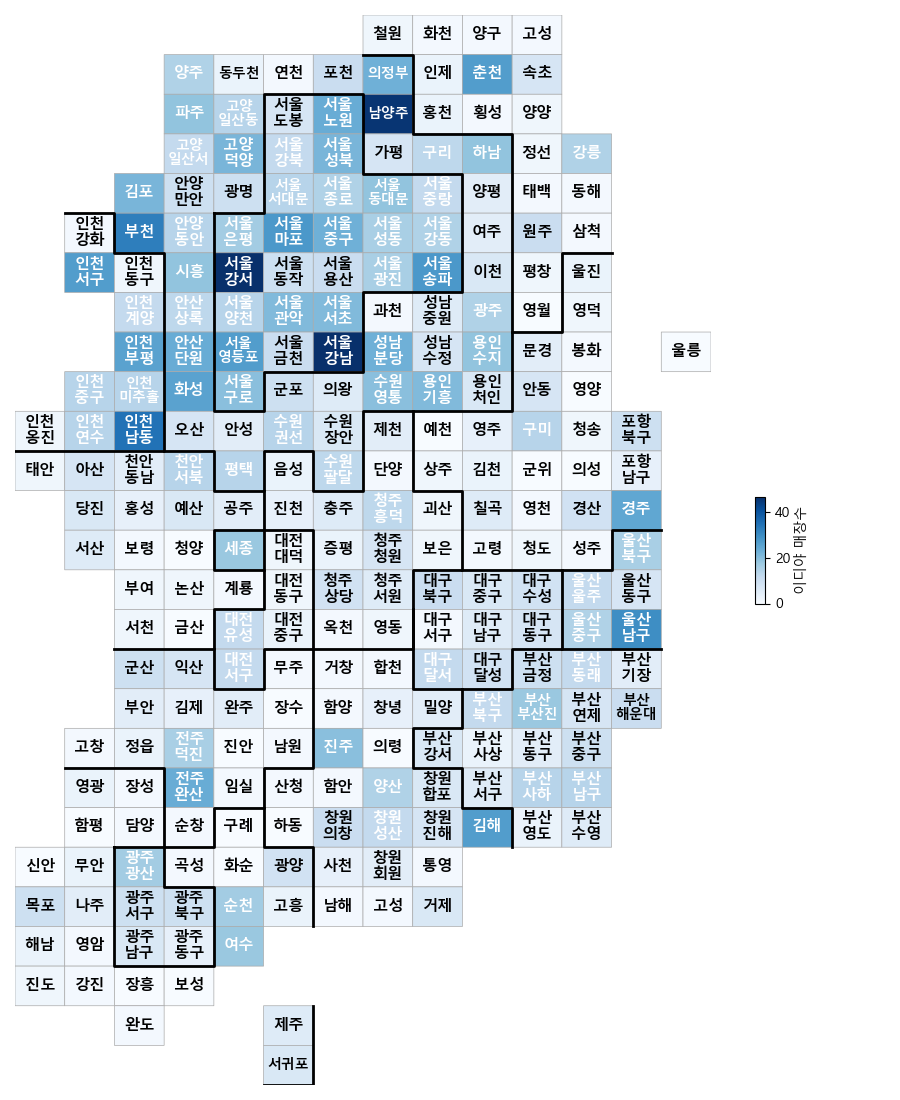 철원 화천 양구 고성
양주 동두천 연천 포천 의정부 인제 춘천 속초
파주 고양 일산동 서울 도봉 서울 노원 남양주 홍천 횡성 양양
고양 일산서 고양 덕양 서울 강북 서울 성북 가평 구리 하남 정선 강릉
김포 안양 만안 광명 서울 서대문 서울 종로 서울 동대문 서울 중랑 양평 태백 동해
인천 강화 부천 안양 동안 서울 은평 서울 마포 서울 중구 서울 성동 서울 강동 여주 원주 삼척
인천 서구 인천 동구 시흥 서울 강서 서울 동작 서울 용산 서울 광진 서울 송파 이천 평창 울진
인천 계양 안산 상록 서울 양천 서울 관악 서울 서초 과천 성남 중원 광주 영월 영덕
인천 부평 안산 단원 서울 영등포 서울 금천 서울 강남 성남 분당 성남 수정 용인 수지 문경 봉화 울릉
인천 중구 인천 미추홀 화성 서울 구로 군포 의왕 수원 영통 용인 기흥 용인 처인 안동 영양
인천 옹진 인천 연수 인천 남동 오산 안성 수원 권선 수원 장안 제천 예천 영주 구미 청송 포항 북구
태안 아산 천안 동남 천안 서북 평택 음성 수원 팔달 단양 상주 김천 군위 의성 포항 남구
당진 홍성 예산 공주 진천 충주 청주 흥덕 괴산 칠곡 영천 경산 경주
서산 보령 청양 세종 대전 대덕 증평 청주 청원 보은 고령 청도 성주 울산 북구
부여 논산 계룡 대전 동구 청주 상당 청주 서원 대구 북구 대구 중구 대구 수성 울산 울주 울산 동구
서천 금산 대전 유성 대전 중구 옥천 영동 대구 서구 대구 남구 대구 동구 울산 중구 울산 남구
군산 익산 대전 서구 무주 거창 합천 대구 달서 대구 달성 부산 금정 부산 동래 부산 기장
부안 김제 완주 장수 함양 창녕 밀양 부산 북구 부산 부산진 부산 연제 부산 해운대
고창 정읍 전주 덕진 진안 남원 진주 의령 부산 강서 부산 사상 부산 동구 부산 중구
영광 장성 전주 완산 임실 산청 함안 양산 창원 합포 부산 서구 부산 사하 부산 남구
함평 담양 순창 구례 하동 창원 의창 창원 성산 창원 진해 김해 부산 영도 부산 수영
신안 무안 광주 광산 곡성 화순 광양 사천 창원 회원 통영
목포 나주 광주 서구 광주 북구 순천 고흥 남해 고성 거제
해남 영암 광주 남구 광주 동구 여수
진도 강진 장흥 보성
완도 제주
서귀포
40
20
0
이디야 매장수